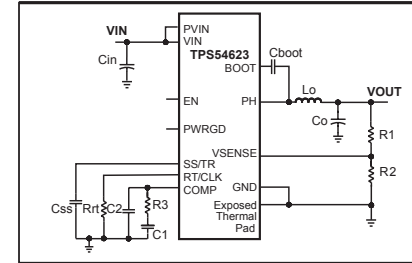 VIN
PVIN
VIN
TPS54623
Cin
Cboot
BOOT
EN
PH
Lo
VOUT
Co
R1
PWRGD
VSENSE
SS/TR
RT/CLK
COMP
R2
GND
Css
Rrt
C2
R3
C1
Exposed
Thermal
Pad